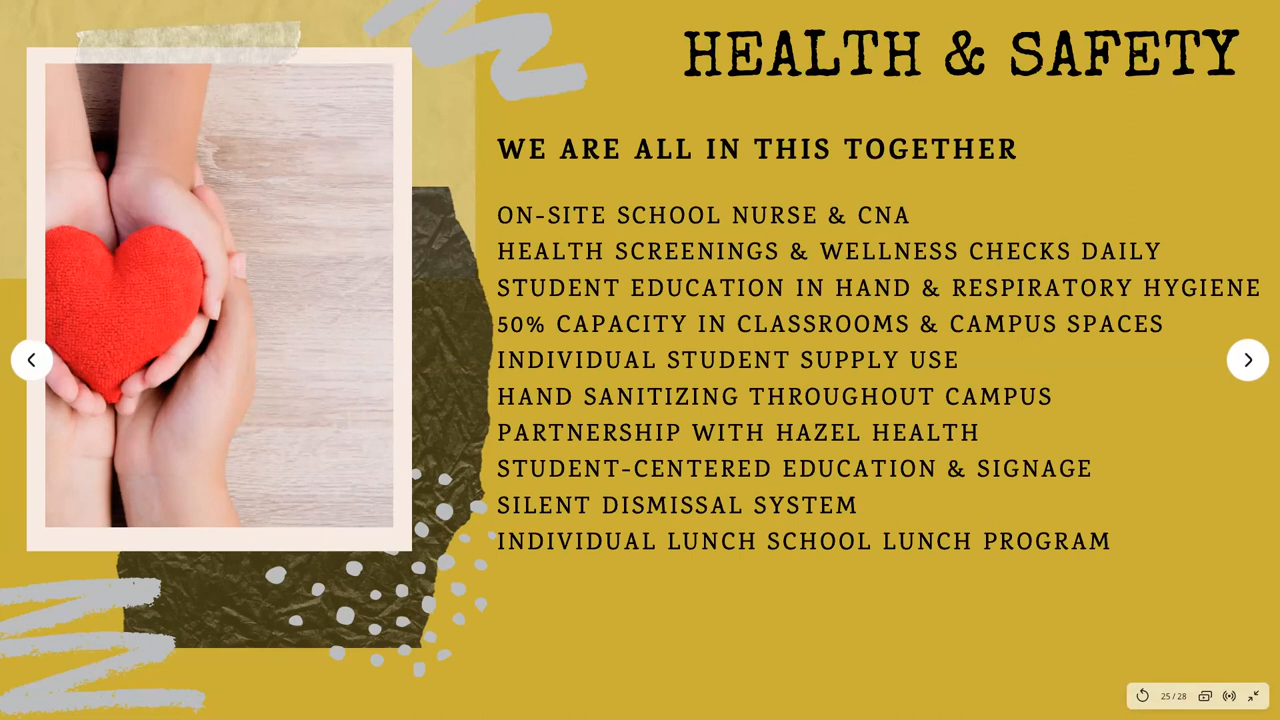 HEALTH & SAFETY
WE ARE ALL IN THIS TOGETHER
ON-SITE SCHOOL NURSE & CNA
HEALTH SCREENINGS & WELLNESS CHECKS DAILY
STUDENT EDUCATION IN HAND & RESPIRATORY HYGIENE
50% CAPACITY IN CLASSROOMS & CAMPUS SPACES
INDIVIDUAL STUDENT SUPPLY USE
HAND SANITIZING THROUGHOUT CAMPUS
PARTNERSHIP WITH HAZEL HEALTH
STUDENT-CENTERED EDUCATION & SIGNAGE
SILENT DISMISSAL SYSTEM
INDIVIDUAL LUNCH SCHOOL LUNCH PROGRAM
25 / 28